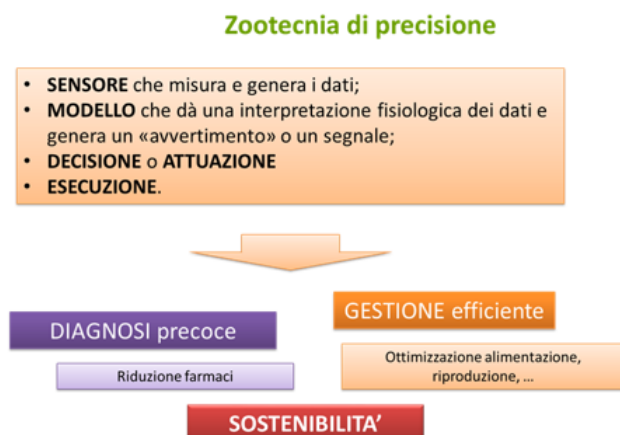 Zootecnia di precisione
• SENSORE che misura e genera i dati;
• MODELLO che dà una interpretazione fisiologica dei dati e
genera un «avvertimento» o un segnale;
• DECISIONE o ATTUAZIONE
• ESECUZIONE.
DIAGNOSI precoce
GESTIONE efficiente
Riduzione farmaci
Ottimizzazione alimentazione,
riproduzione, ...
SOSTENIBILITA’